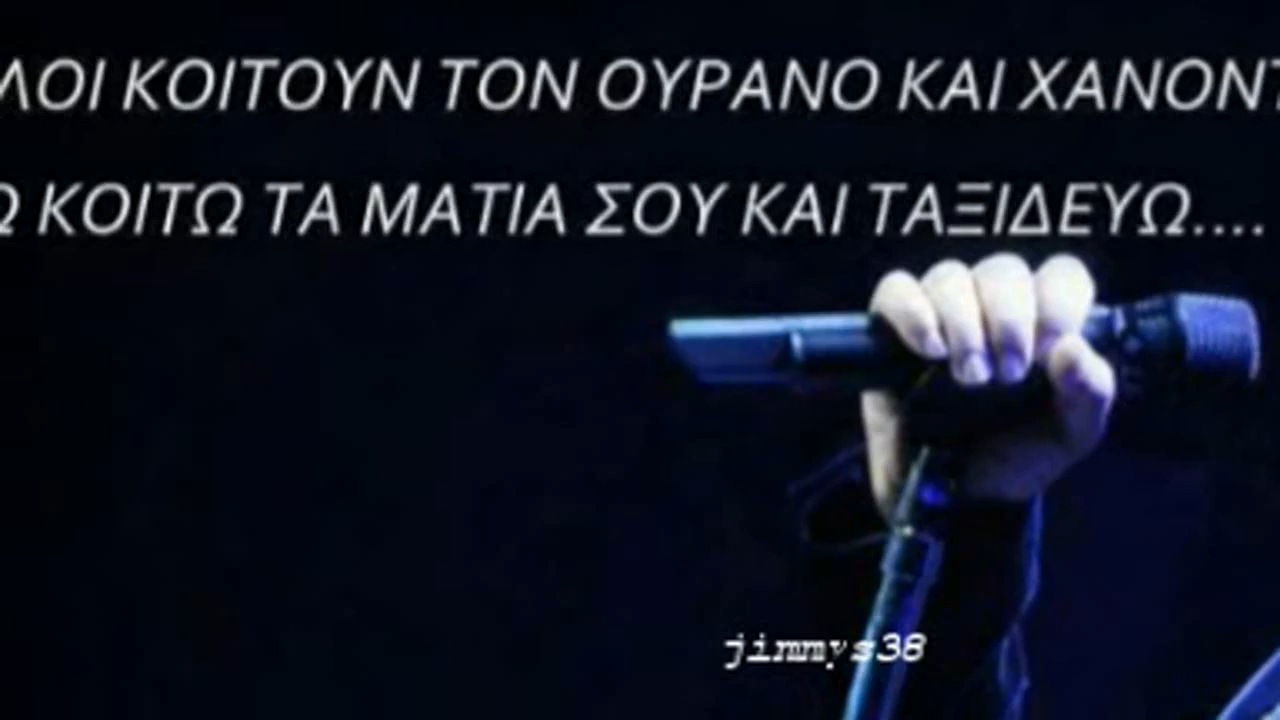 ΛΟΙ ΚΟΙΤΟΥΝ ΤΟΝ ΟΥΡΑΝΟ ΚΑΙ ΧΑΝΟΝΤ
Ω ΚΟΙΤΩ ΤΑ ΜΑΤΙΑ ΣΟΥ ΚΑΙ ΤΑΞΙΔΕΥΩ....
jimmys38